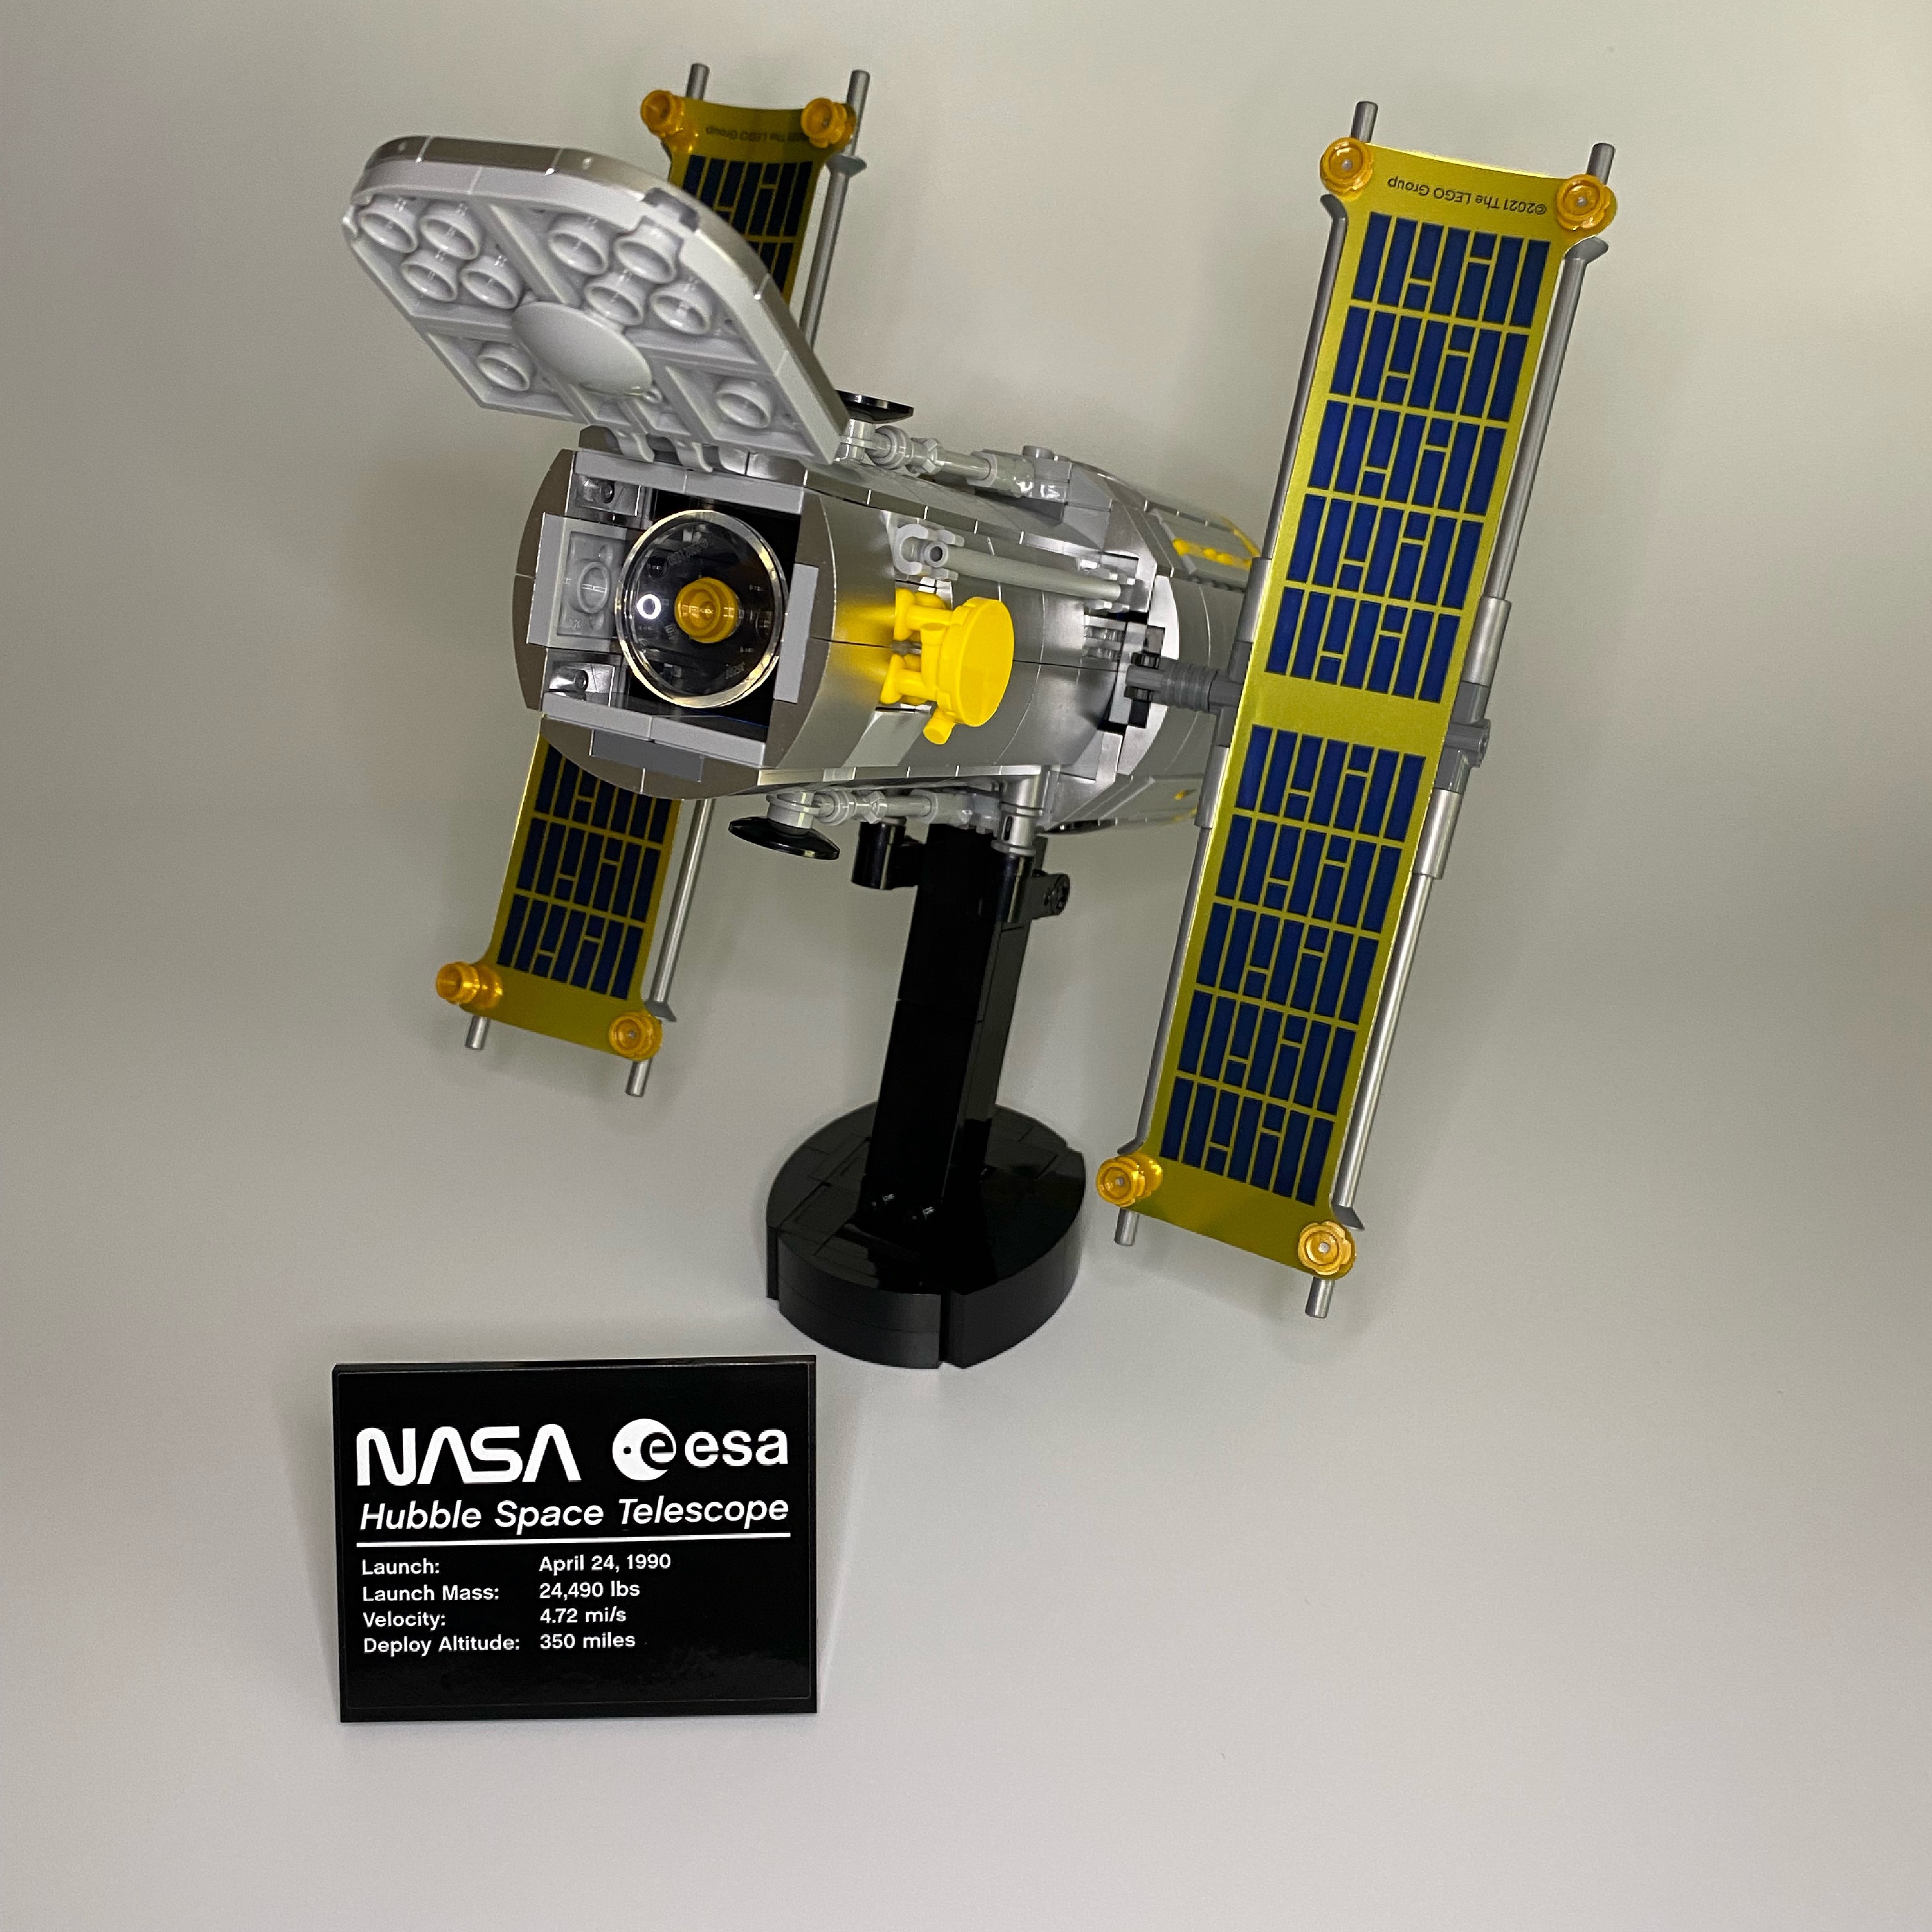 ©2021 The LEGO Group
NASA esa
Hubble Space Telescope
Launch: April 24, 1990
Launch Mass: 24,490 lbs
Velocity: 4.72 mi/s
Deploy Altitude: 350 miles